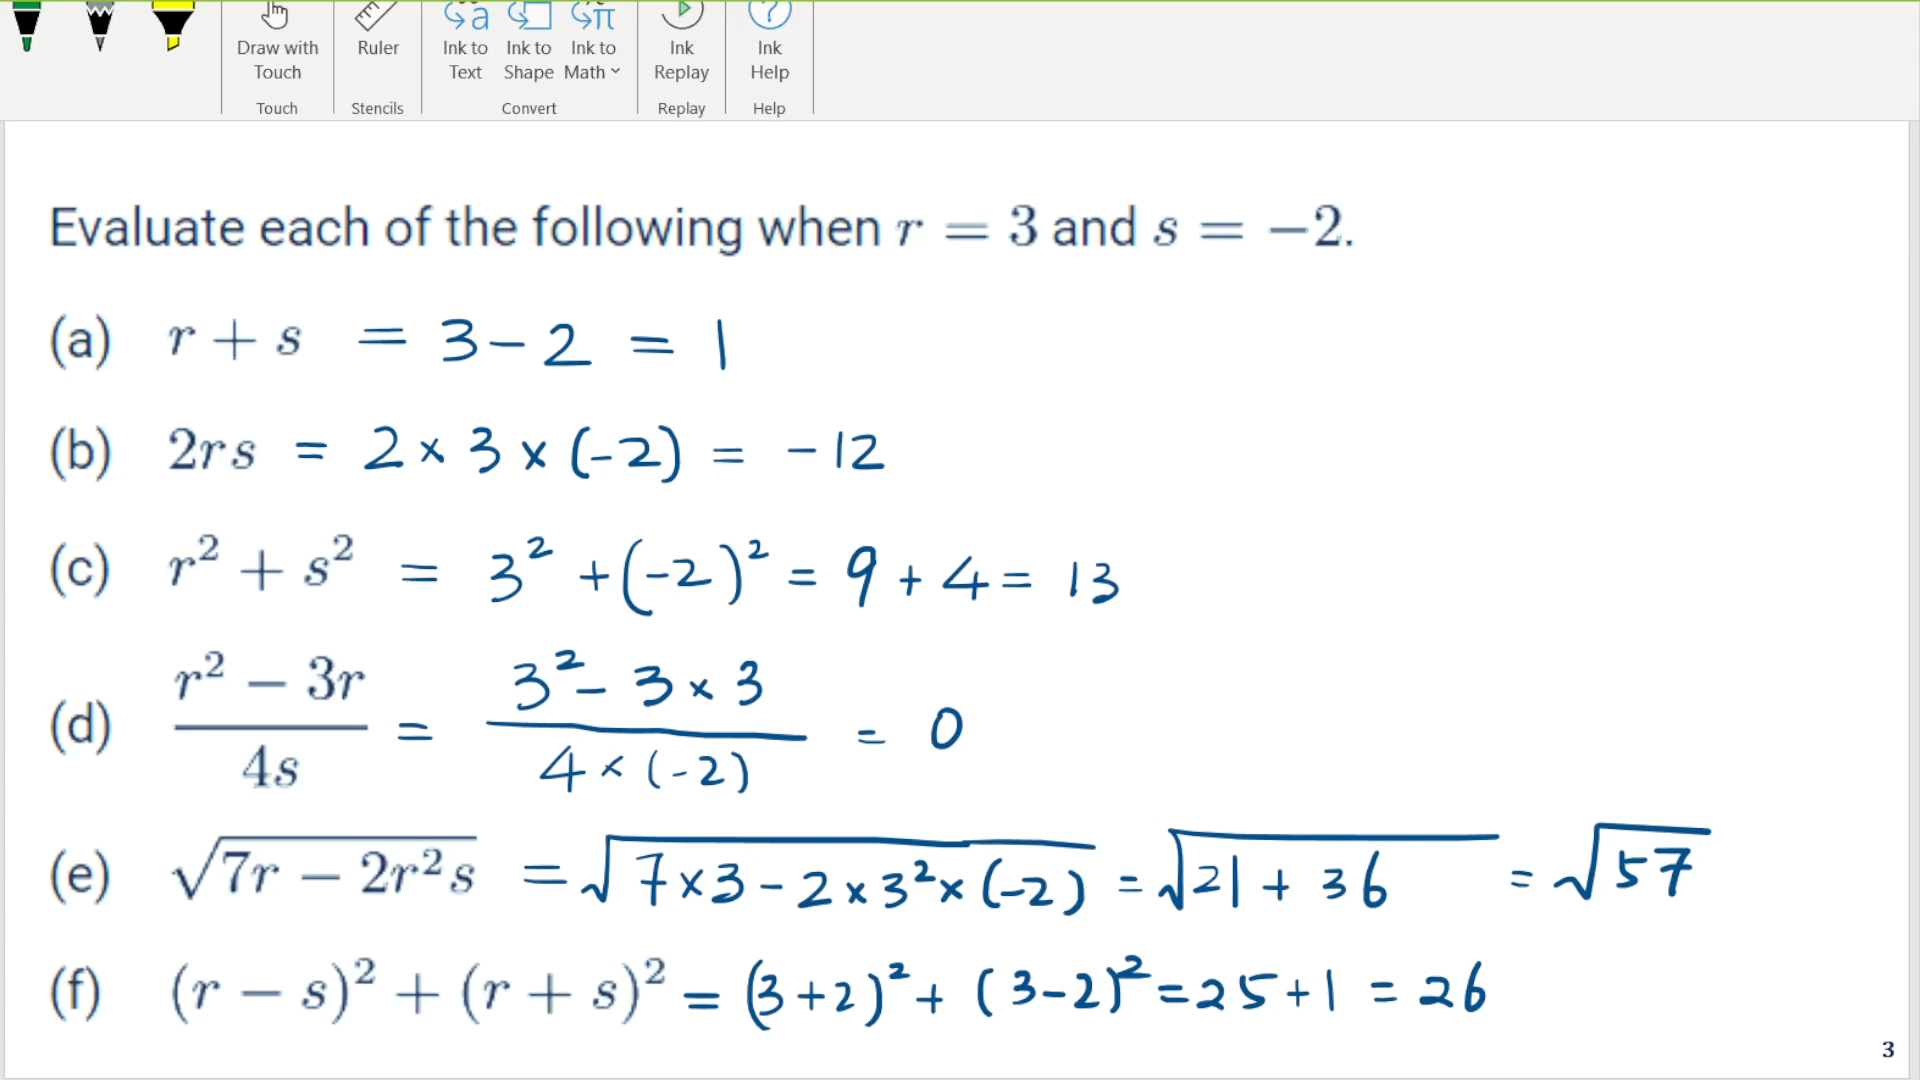 Draw with Touch
Ruler
Ink to Text
Ink to Shape
Ink to Math
Ink Replay
Ink Help
Touch
Stencils
Convert
Replay
Help
Evaluate each of the following when r = 3 and s = −2.
(a) r + s = 3 − 2 = 1
(b) 2rs = 2 × 3 × (−2) = −12
(c) r² + s² = 3² + (−2)² = 9 + 4 = 13
(d) (r² − 3r)/(4s) = (3² − 3 × 3)/(4 × (−2)) = 0
(e) √(7r − 2r²s) = √(7 × 3 − 2 × 3² × (−2)) = √(21 + 36) = √57
(f) (r − s)² + (r + s)² = (3 + 2)² + (3 − 2)² = 25 + 1 = 26
3